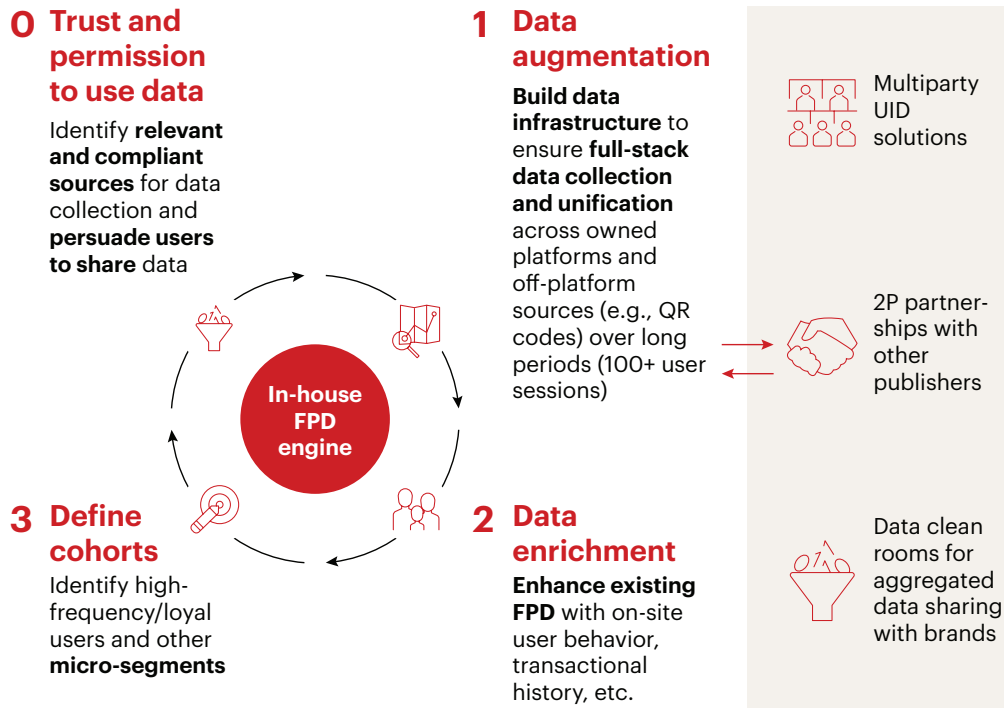 0 Trust and
permission
to use data
Identify relevant
and compliant
sources for data
collection and
persuade users
to share data
1 Data
augmentation
Build data
infrastructure to
ensure full-stack
data collection
and unification
across owned
platforms and
off-platform
sources (e.g., QR
codes) over long
periods (100+ user
sessions)
In-house
FPD
engine
3 Define
cohorts
Identify high-
frequency/loyal
users and other
micro-segments
2 Data
enrichment
Enhance existing
FPD with on-site
user behavior,
transactional
history, etc.
Multiparty
UID
solutions
2P partner-
ships with
other
publishers
Data clean
rooms for
aggregated
data sharing
with brands